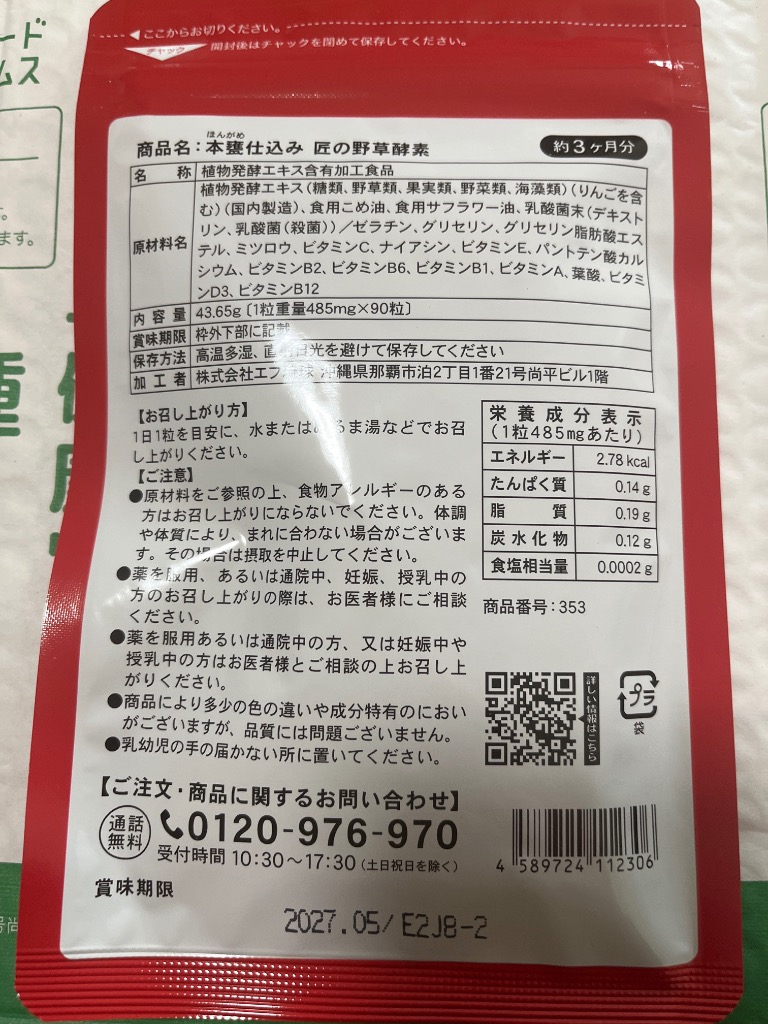 ード
ムス
ここからお切りください。
チャック 開封後はチャックを閉めて保存してください。
ほんがめ
商品名：本甕仕込み 匠の野草酵素 約3ヶ月分
名 称 植物発酵エキス含有加工食品
原材料名 植物発酵エキス（糖類、野草類、果実類、野菜類、海藻類）（りんごを含
む）（国内製造）、食用こめ油、食用サフラワー油、乳酸菌末（デキスト
リン、乳酸菌（殺菌））／ゼラチン、グリセリン、グリセリン脂肪酸エス
テル、ミツロウ、ビタミンC、ナイアシン、ビタミンE、パントテン酸カル
シウム、ビタミンB2、ビタミンB6、ビタミンB1、ビタミンA、葉酸、ビタミ
ンD3、ビタミンB12
内 容 量 43.65g〔1粒重量485mg×90粒〕
賞味期限 枠外下部に記載
保存方法 高温多湿、直射日光を避けて保存してください
加 工 者 株式会社エフ琉球 沖縄県那覇市泊2丁目1番21号尚平ビル1階
【お召し上がり方】
1日1粒を目安に、水またはぬるま湯などでお召
し上がりください。
【ご注意】
●原材料をご参照の上、食物アレルギーのある
方はお召し上がりにならないでください。体調
や体質により、まれに合わない場合がございま
す。その場合は摂取を中止してください。
●薬を服用、あるいは通院中、妊娠、授乳中の
方のお召し上がりの際は、お医者様にご相談
ください。
●薬を服用あるいは通院中の方、又は妊娠中や
授乳中の方はお医者様とご相談の上お召し上
がりください。
●商品により多少の色の違いや成分特有のにおい
がございますが、品質には問題ございません。
●乳幼児の手の届かない所に置いてください。
栄養成分表示
（1粒485mgあたり）
エネルギー 2.78kcal
たんぱく質 0.14g
脂 質 0.19g
炭水化物 0.12g
食塩相当量 0.0002g
商品番号：353
詳しい情報はこちら
プラ
袋
【ご注文・商品に関するお問い合わせ】
通話
無料
0120-976-970
受付時間 10:30〜17:30（土日祝日を除く）
4 589724 112306
賞味期限
2027.05/E2J8-2
ます。